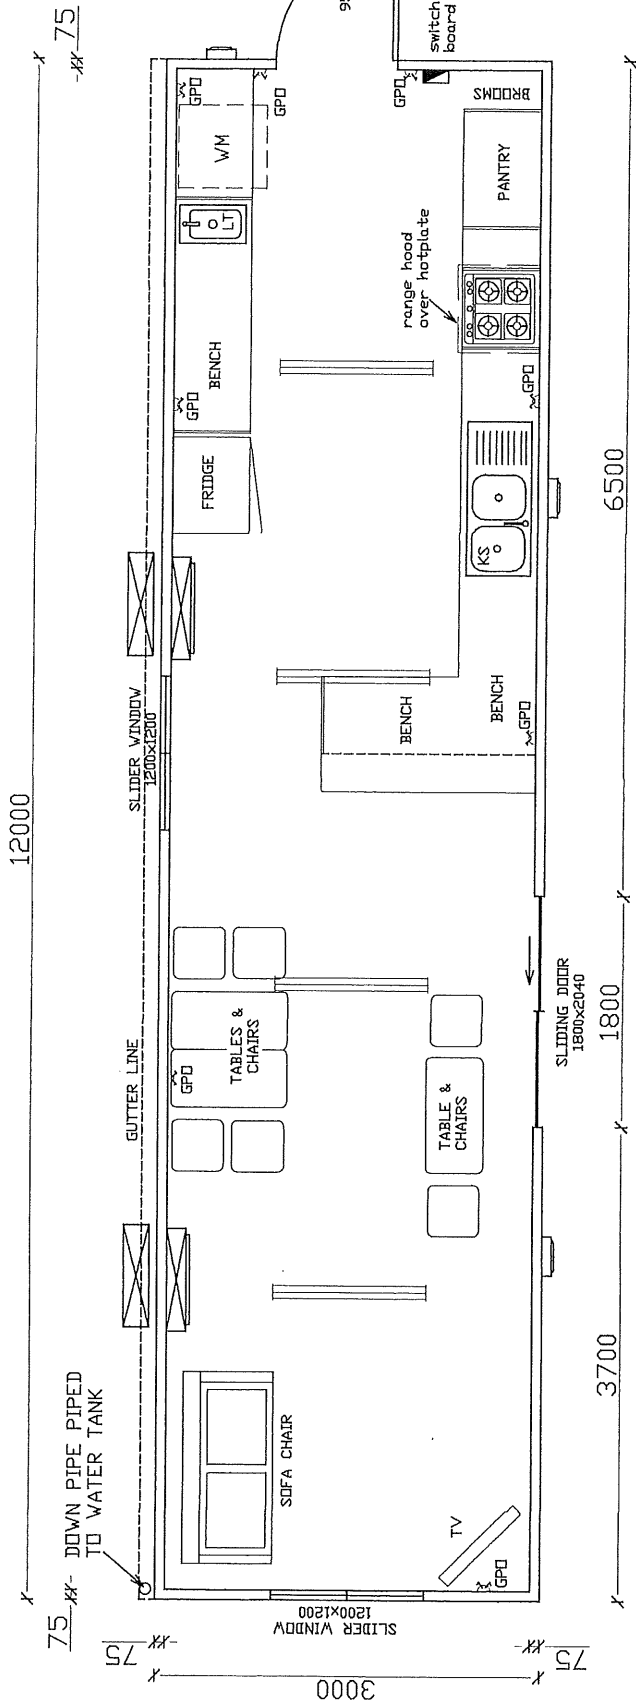 12000
75
75
DOWN PIPE PIPED
TO WATER TANK
GUTTER LINE
SLIDER WINDOW
1200x1200
GPO
GPO
WM
LT
BENCH
GPO
FRIDGE
TABLES &
CHAIRS
GPO
SOFA CHAIR
SLIDER WINDOW
1200x1200
75
3000
75
TV
GPO
TABLE &
CHAIRS
BENCH
BENCH
GPO
KS
GPO
range hood
over hotplate
PANTRY
BROOMS
GPO
switch
board
95
SLIDING DOOR
1800x2040
3700
1800
6500